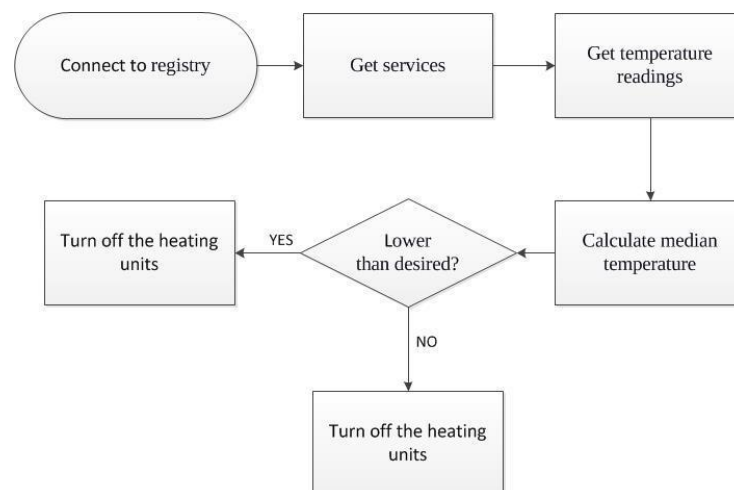 Connect to registry
Get services
Get temperature
readings
Calculate median
temperature
Lower
than desired?
YES
Turn off the heating
units
NO
Turn off the heating
units